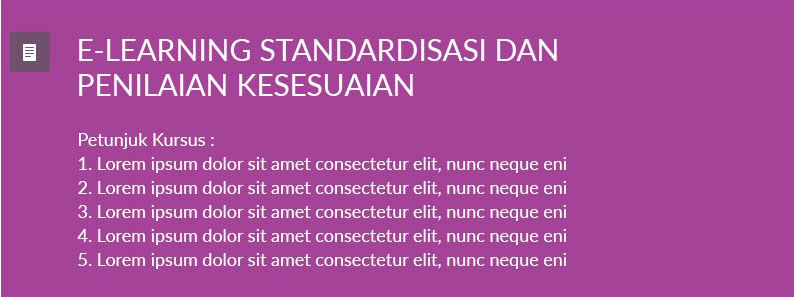 E-LEARNING STANDARDISASI DAN
PENILAIAN KESESUAIAN
Petunjuk Kursus :
1. Lorem ipsum dolor sit amet consectetur elit, nunc neque eni
2. Lorem ipsum dolor sit amet consectetur elit, nunc neque eni
3. Lorem ipsum dolor sit amet consectetur elit, nunc neque eni
4. Lorem ipsum dolor sit amet consectetur elit, nunc neque eni
5. Lorem ipsum dolor sit amet consectetur elit, nunc neque eni